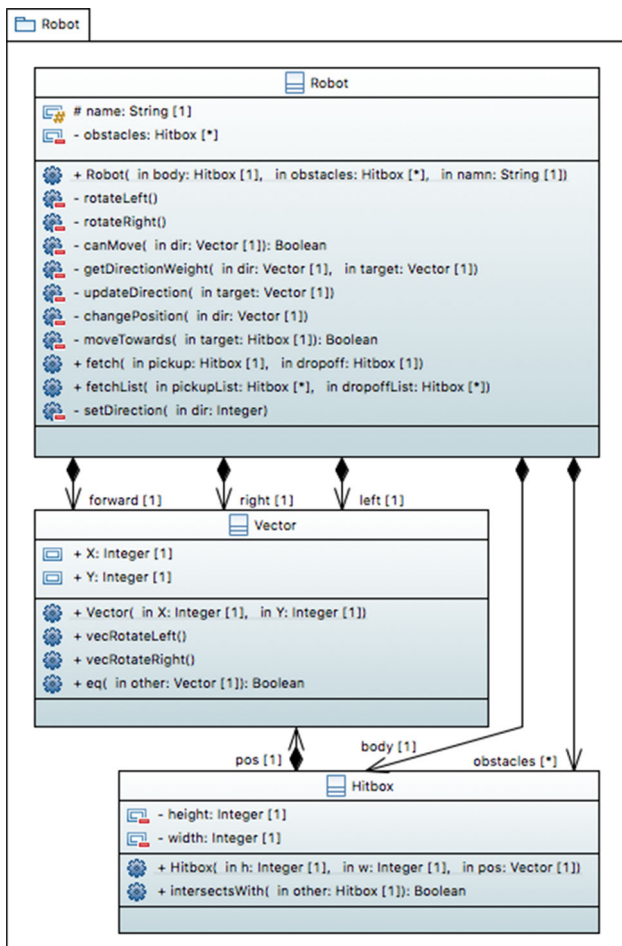 Robot
Robot
# name: String [1]
- obstacles: Hitbox [*]
+ Robot( in body: Hitbox [1], in obstacles: Hitbox [*], in namn: String [1])
- rotateLeft()
- rotateRight()
- canMove( in dir: Vector [1]): Boolean
- getDirectionWeight( in dir: Vector [1], in target: Vector [1])
- updateDirection( in target: Vector [1])
- changePosition( in dir: Vector [1])
- moveTowards( in target: Hitbox [1]): Boolean
+ fetch( in pickup: Hitbox [1], in dropoff: Hitbox [1])
+ fetchList( in pickupList: Hitbox [*], in dropoffList: Hitbox [*])
- setDirection( in dir: Integer)
forward [1] right [1] left [1]
Vector
+ X: Integer [1]
+ Y: Integer [1]
+ Vector( in X: Integer [1], in Y: Integer [1])
+ vecRotateLeft()
+ vecRotateRight()
+ eq( in other: Vector [1]): Boolean
pos [1] body [1] obstacles [*]
Hitbox
- height: Integer [1]
- width: Integer [1]
+ Hitbox( in h: Integer [1], in w: Integer [1], in pos: Vector [1])
+ intersectsWith( in other: Hitbox [1]): Boolean